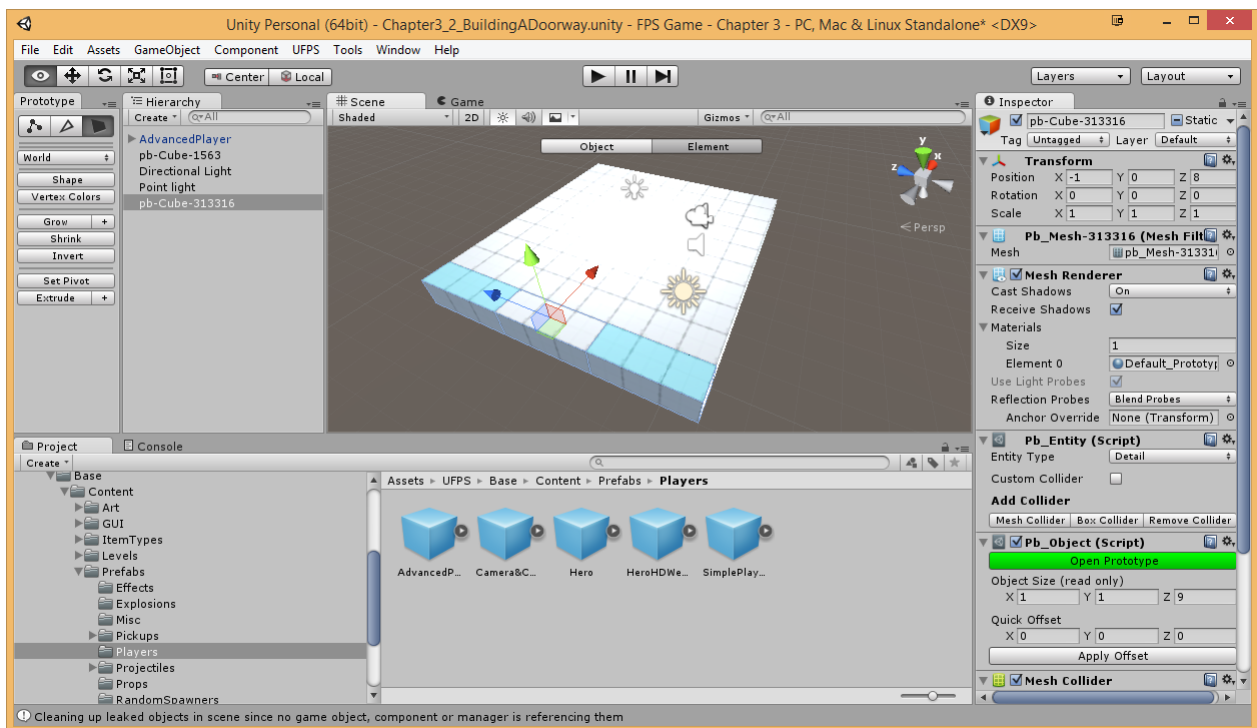 Unity Personal (64bit) - Chapter3_2_BuildingADoorway.unity - FPS Game - Chapter 3 - PC, Mac & Linux Standalone* <DX9>
File Edit Assets GameObject Component UFPS Tools Window Help
Center Local Layers Layout
Prototype
World
Shape
Vertex Colors
Grow +
Shrink
Invert
Set Pivot
Extrude +
Hierarchy
Create All
AdvancedPlayer
pb-Cube-1563
Directional Light
Point light
pb-Cube-313316
Scene Game
Shaded 2D Gizmos All
Object Element
y
x
z
Persp
Inspector
pb-Cube-313316 Static
Tag Untagged Layer Default
Transform
Position X -1 Y 0 Z 8
Rotation X 0 Y 0 Z 0
Scale X 1 Y 1 Z 1
Pb_Mesh-313316 (Mesh Filt
Mesh pb_Mesh-31331
Mesh Renderer
Cast Shadows On
Receive Shadows
Materials
Size 1
Element 0 Default_Prototy
Use Light Probes
Reflection Probes Blend Probes
Anchor Override None (Transform)
Pb_Entity (Script)
Entity Type Detail
Custom Collider
Add Collider
Mesh Collider Box Collider Remove Collider
Pb_Object (Script)
Open Prototype
Object Size (read only)
X 1 Y 1 Z 9
Quick Offset
X 0 Y 0 Z 0
Apply Offset
Mesh Collider
Project Console
Create
Base
Content
Art
GUI
ItemTypes
Levels
Prefabs
Effects
Explosions
Misc
Pickups
Players
Projectiles
Props
RandomSpawners
Assets UFPS Base Content Prefabs Players
AdvancedP... Camera&C... Hero HeroHDWe... SimplePlay...
Cleaning up leaked objects in scene since no game object, component or manager is referencing them